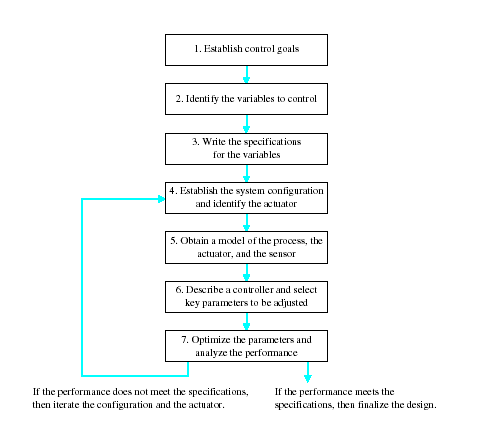 1. Establish control goals
2. Identify the variables to control
3. Write the specifications
for the variables
4. Establish the system configuration
and identify the actuator
5. Obtain a model of the process, the
actuator, and the sensor
6. Describe a controller and select
key parameters to be adjusted
7. Optimize the parameters and
analyze the performance
If the performance does not meet the specifications,
then iterate the configuration and the actuator.
If the performance meets the
specifications, then finalize the design.